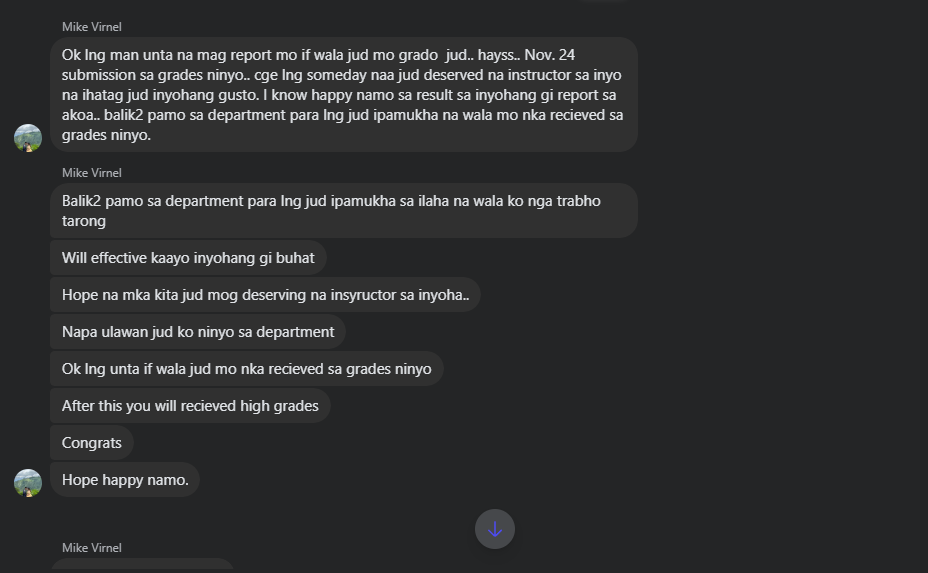 Mike Virnel
Ok lng man unta na mag report mo if wala jud mo grado jud.. hayss.. Nov. 24
submission sa grades ninyo.. cge lng someday naa jud deserved na instructor sa inyo
na ihatag jud inyohang gusto. I know happy namo sa result sa inyohang gi report sa
akoa.. balik2 pamo sa department para lng jud ipamukha na wala mo nka recieved sa
grades ninyo.
Mike Virnel
Balik2 pamo sa department para lng jud ipamukha sa ilaha na wala ko nga trabho
tarong
Will effective kaayo inyohang gi buhat
Hope na mka kita jud mog deserving na insyructor sa inyoha..
Napa ulawan jud ko ninyo sa department
Ok lng unta if wala jud mo nka recieved sa grades ninyo
After this you will recieved high grades
Congrats
Hope happy namo.
Mike Virnel